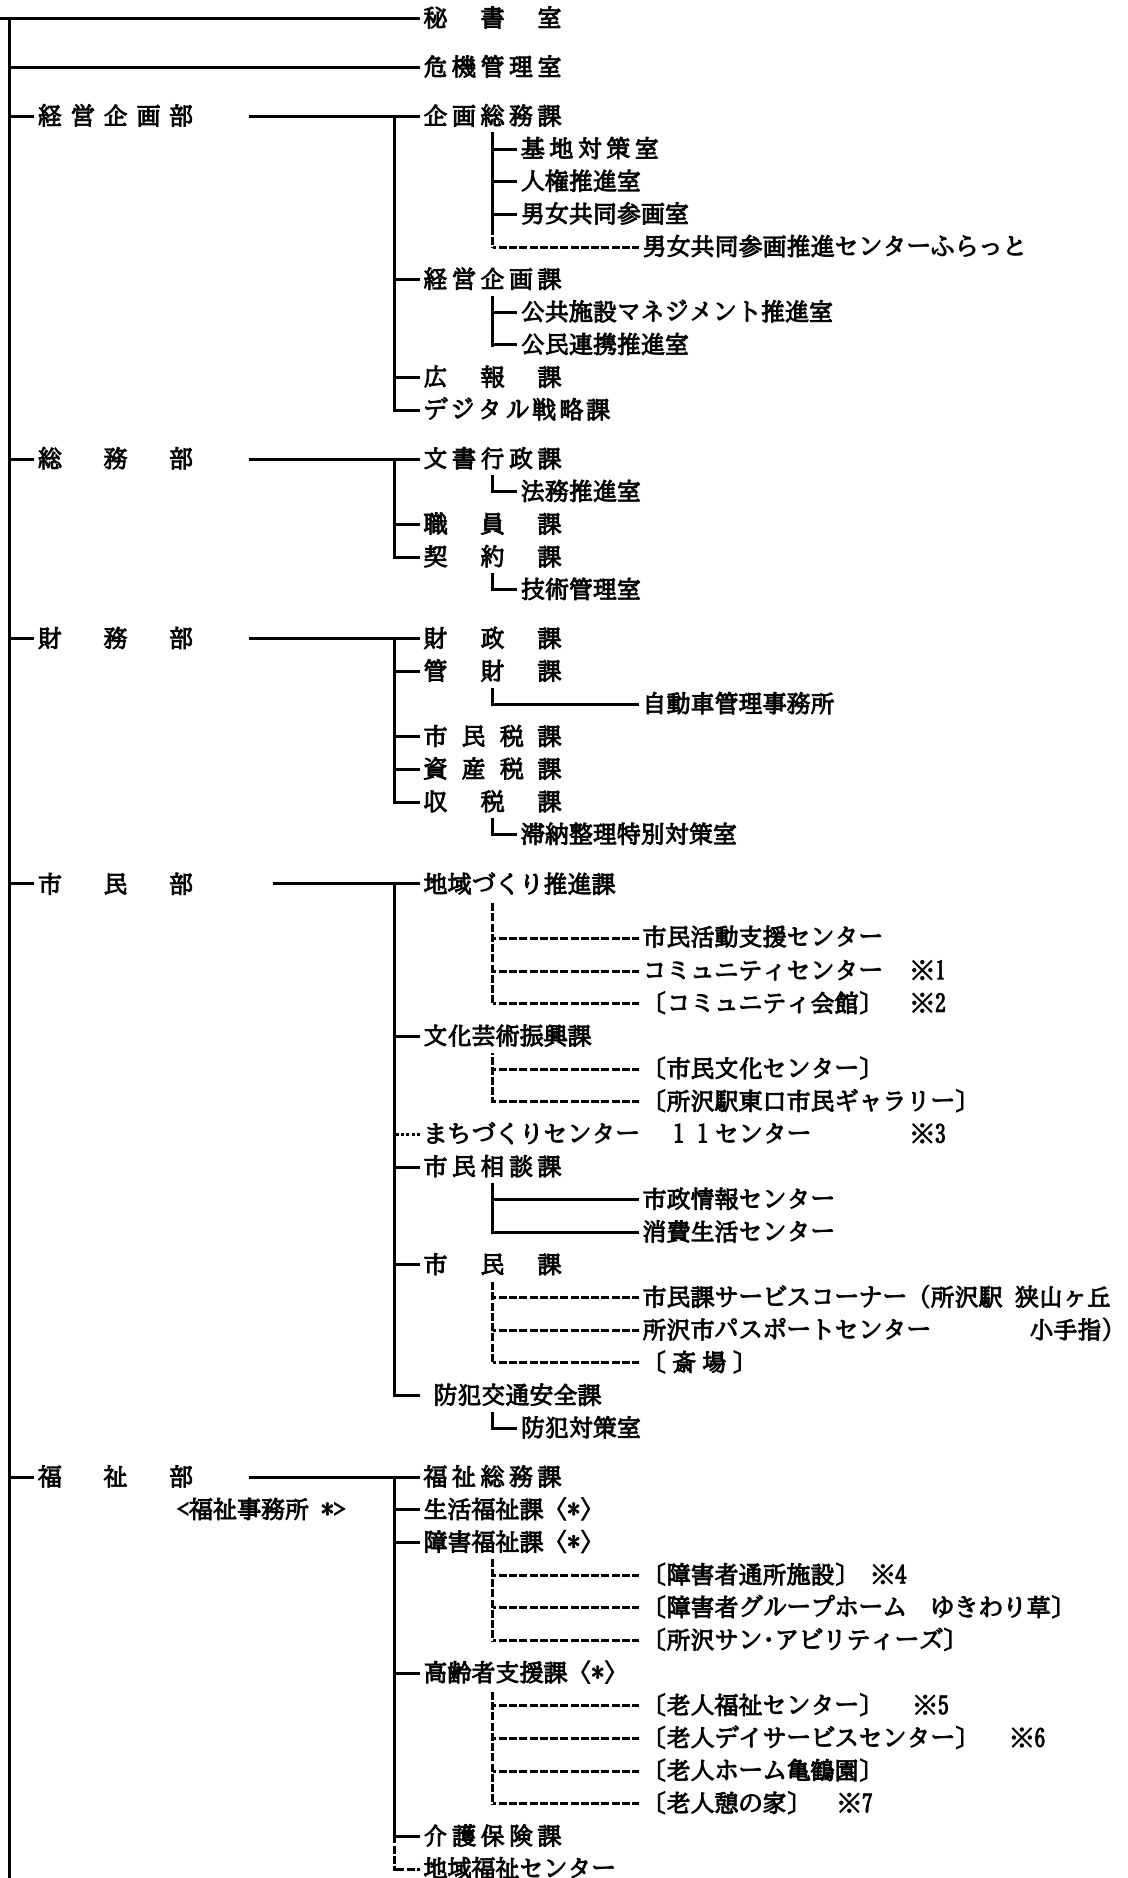 秘書室
危機管理室
経営企画部 企画総務課
基地対策室
人権推進室
男女共同参画室
男女共同参画推進センターふらっと
経営企画課
公共施設マネジメント推進室
公民連携推進室
広報課
デジタル戦略課
総務部 文書行政課
法務推進室
職員課
契約課
技術管理室
財務部 財政課
管財課
自動車管理事務所
市民税課
資産税課
収税課
滞納整理特別対策室
市民部 地域づくり推進課
市民活動支援センター
コミュニティセンター ※1
〔コミュニティ会館〕 ※2
文化芸術振興課
〔市民文化センター〕
〔所沢駅東口市民ギャラリー〕
まちづくりセンター 11センター ※3
市民相談課
市政情報センター
消費生活センター
市民課
市民課サービスコーナー(所沢駅 狭山ヶ丘
所沢市パスポートセンター 小手指)
〔斎場〕
防犯交通安全課
防犯対策室
福祉部 福祉総務課
<福祉事務所 *> 生活福祉課〈*〉
障害福祉課〈*〉
〔障害者通所施設〕 ※4
〔障害者グループホーム ゆきわり草〕
〔所沢サン・アビリティーズ〕
高齢者支援課〈*〉
〔老人福祉センター〕 ※5
〔老人デイサービスセンター〕 ※6
〔老人ホーム亀鶴園〕
〔老人憩の家〕 ※7
介護保険課
地域福祉センター